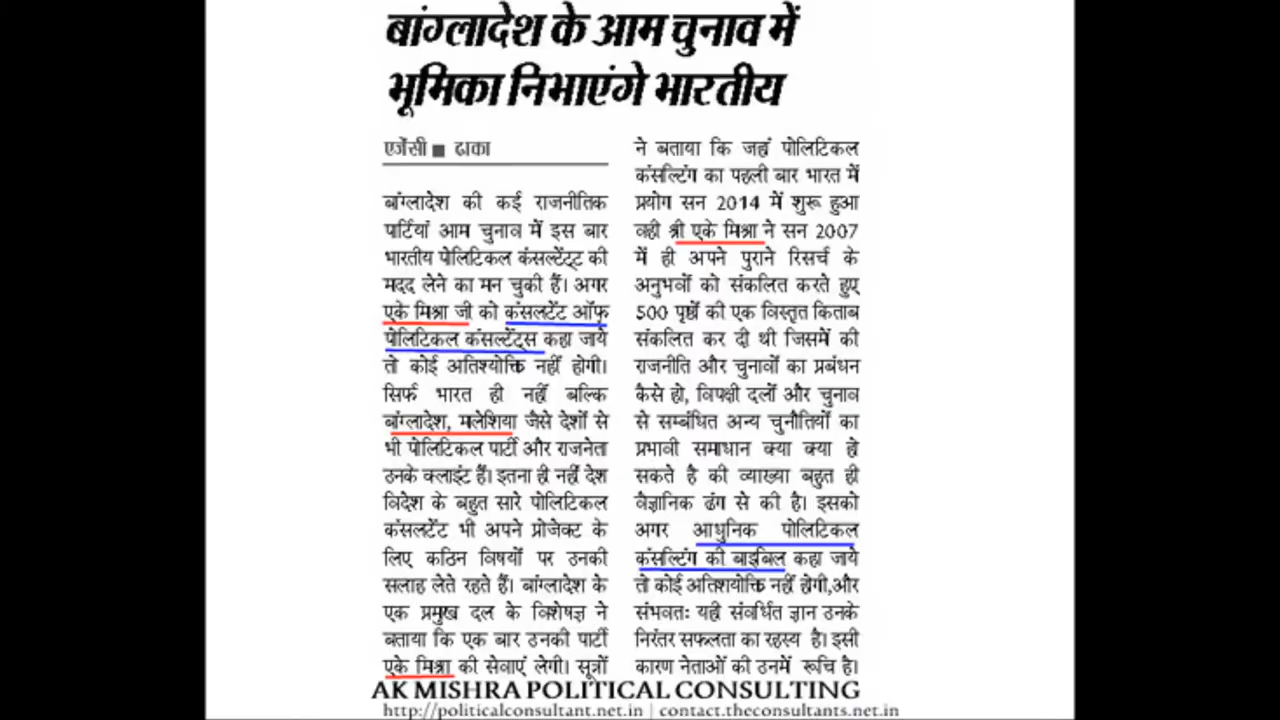 बांग्लादेश के आम चुनाव में
भूमिका निभाएंगे भारतीय
एजेंसी ■ ढाका
बांग्लादेश की कई राजनीतिक
पार्टियां आम चुनाव में इस बार
भारतीय पोलिटिकल कंसल्टेंट्ट की
मदद लेने का मन चुकी हैं। अगर
एके मिश्रा जी को कंसलटेंट ऑफ़
पोलिटिकल कंसल्टेंट्स कहा जाये
तो कोई अतिश्योक्ति नहीं होगी।
सिर्फ भारत ही नहीं बल्कि
बांग्लादेश, मलेशिया जैसे देशों से
भी पोलिटिकल पार्टी और राजनेता
उनके क्लाइंट हैं। इतना ही नहीं देश
विदेश के बहुत सारे पोलिटिकल
कंसलटेंट भी अपने प्रोजेक्ट के
लिए कठिन विषयों पर उनकी
सलाह लेते रहते हैं। बांग्लादेश के
एक प्रमुख दल के विशेषज्ञ ने
बताया कि एक बार उनकी पार्टी
एके मिश्रा की सेवाएं लेगी। सूत्रों
ने बताया कि जहां पोलिटिकल
कंसल्टिंग का पहली बार भारत में
प्रयोग सन 2014 में शुरू हुआ
वही श्री एके मिश्रा ने सन 2007
में ही अपने पुराने रिसर्च के
अनुभवों को संकलित करते हुए
500 पृष्ठों की एक विस्तृत किताब
संकलित कर दी थी जिसमें की
राजनीति और चुनावों का प्रबंधन
कैसे हो, विपक्षी दलों और चुनाव
से सम्बंधित अन्य चुनौतियों का
प्रभावी समाधान क्या क्या हो
सकते है की व्याख्या बहुत ही
वैज्ञानिक ढंग से की है। इसको
अगर आधुनिक पोलिटिकल
कंसल्टिंग की बाइबिल कहा जाये
तो कोई अतिशयोक्ति नहीं होगी,और
संभवतः यही संवर्धित ज्ञान उनके
निरंतर सफलता का रहस्य है। इसी
कारण नेताओं की उनमें रूचि है।
AK MISHRA POLITICAL CONSULTING
http://politicalconsultant.net.in | contact.theconsultants.net.in